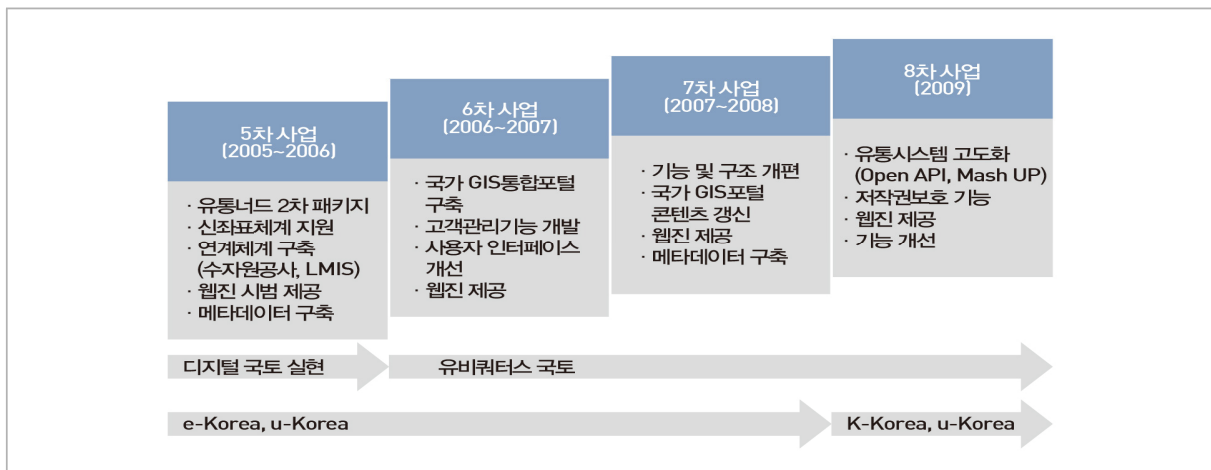 5차 사업
(2005~2006)
· 유통너드 2차 패키지
· 신좌표체계 지원
· 연계체계 구축
(수자원공사, LMIS)
· 웹진 시범 제공
· 메타데이터 구축
6차 사업
(2006~2007)
· 국가 GIS통합포털
구축
· 고객관리기능 개발
· 사용자 인터페이스
개선
· 웹진 제공
7차 사업
(2007~2008)
· 기능 및 구조 개편
· 국가 GIS포털
콘텐츠 갱신
· 웹진 제공
· 메타데이터 구축
8차 사업
(2009)
· 유통시스템 고도화
(Open API, Mash UP)
· 저작권보호 기능
· 웹진 제공
· 기능 개선
디지털 국토 실현
유비쿼터스 국토
e-Korea, u-Korea
K-Korea, u-Korea